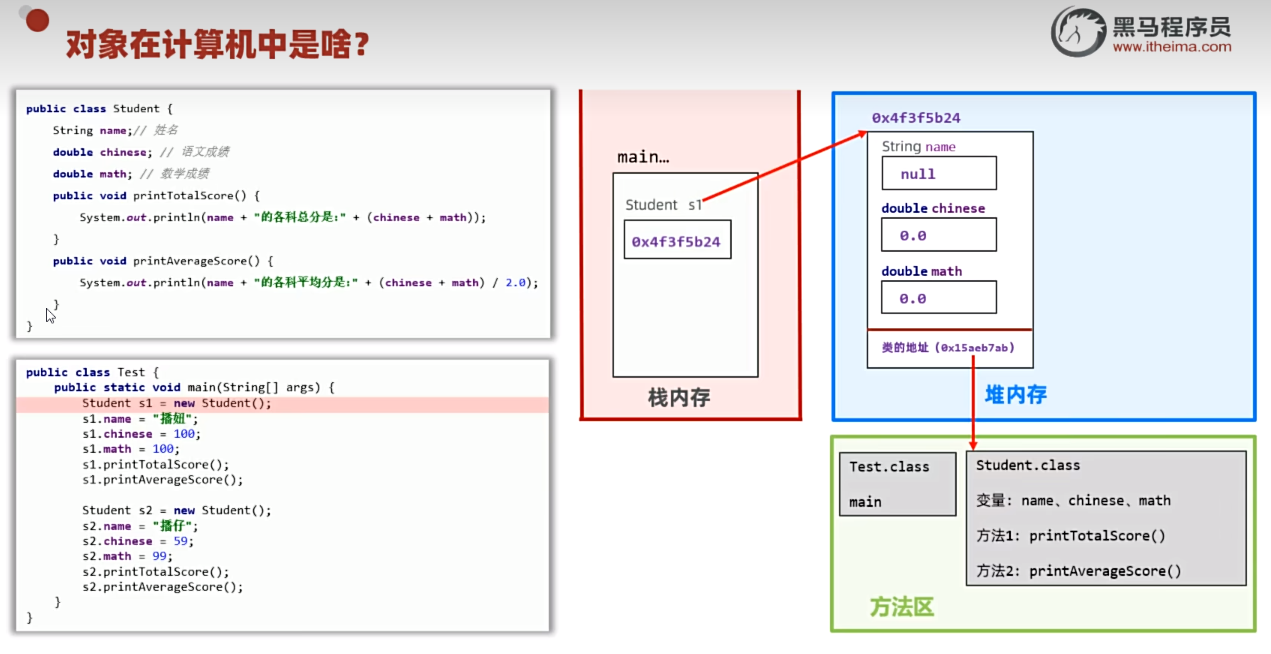 对象在计算机中是啥?
黑马程序员
www.itheima.com
public class Student {
String name;// 姓名
double chinese; // 语文成绩
double math; // 数学成绩
public void printTotalScore() {
System.out.println(name + "的各科总分是:" + (chinese + math));
}
public void printAverageScore() {
System.out.println(name + "的各科平均分是:" + (chinese + math) / 2.0);
}
}
public class Test {
public static void main(String[] args) {
Student s1 = new Student();
s1.name = "播妞";
s1.chinese = 100;
s1.math = 100;
s1.printTotalScore();
s1.printAverageScore();
Student s2 = new Student();
s2.name = "播仔";
s2.chinese = 59;
s2.math = 99;
s2.printTotalScore();
s2.printAverageScore();
}
}
main…
Student s1
0x4f3f5b24
栈内存
0x4f3f5b24
String name
null
double chinese
0.0
double math
0.0
类的地址（0x15aeb7ab）
堆内存
Test.class
main
Student.class
变量：name、chinese、math
方法1：printTotalScore()
方法2：printAverageScore()
方法区